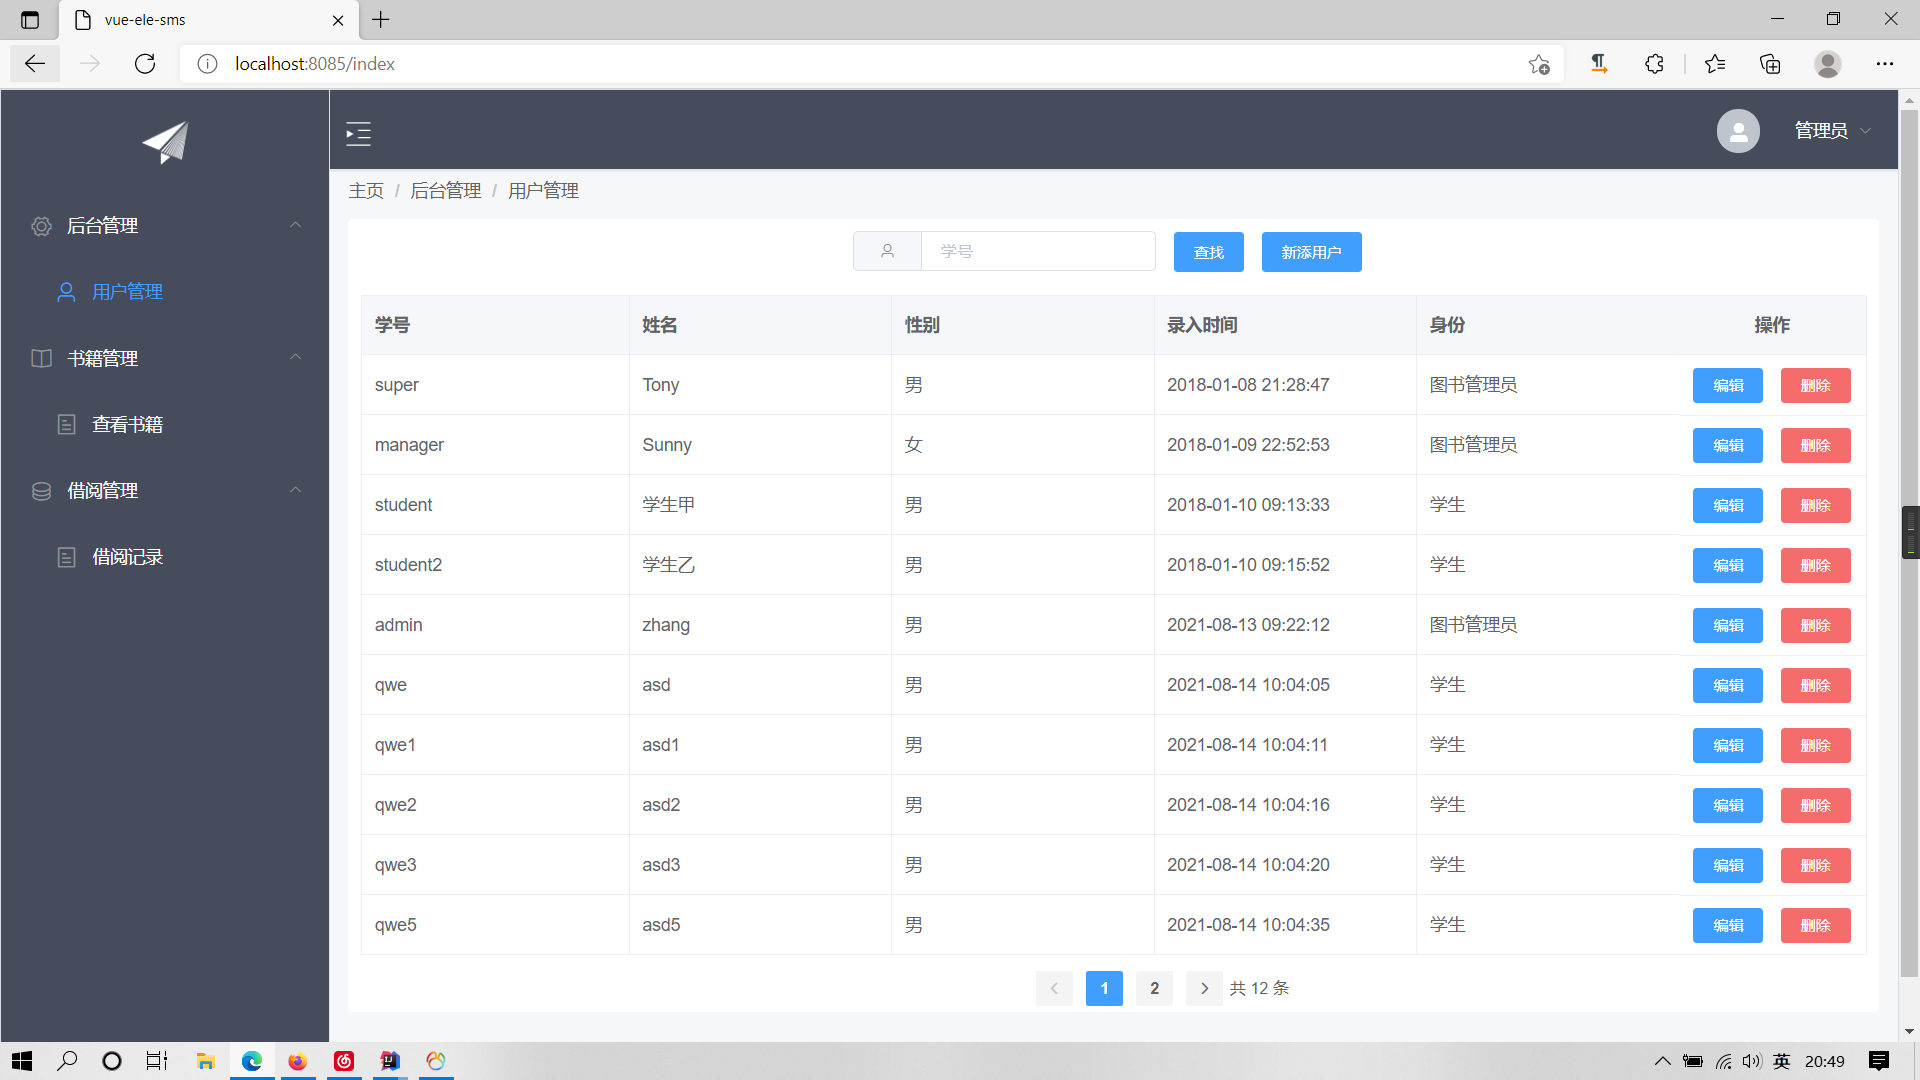 vue-ele-sms
localhost:8085/index
管理员
主页 / 后台管理 / 用户管理
后台管理
用户管理
书籍管理
查看书籍
借阅管理
借阅记录
学号 查找 新添用户
学号 姓名 性别 录入时间 身份 操作
super Tony 男 2018-01-08 21:28:47 图书管理员 编辑 删除
manager Sunny 女 2018-01-09 22:52:53 图书管理员 编辑 删除
student 学生甲 男 2018-01-10 09:13:33 学生 编辑 删除
student2 学生乙 男 2018-01-10 09:15:52 学生 编辑 删除
admin zhang 男 2021-08-13 09:22:12 图书管理员 编辑 删除
qwe asd 男 2021-08-14 10:04:05 学生 编辑 删除
qwe1 asd1 男 2021-08-14 10:04:11 学生 编辑 删除
qwe2 asd2 男 2021-08-14 10:04:16 学生 编辑 删除
qwe3 asd3 男 2021-08-14 10:04:20 学生 编辑 删除
qwe5 asd5 男 2021-08-14 10:04:35 学生 编辑 删除
1 2 共 12 条
英 20:49